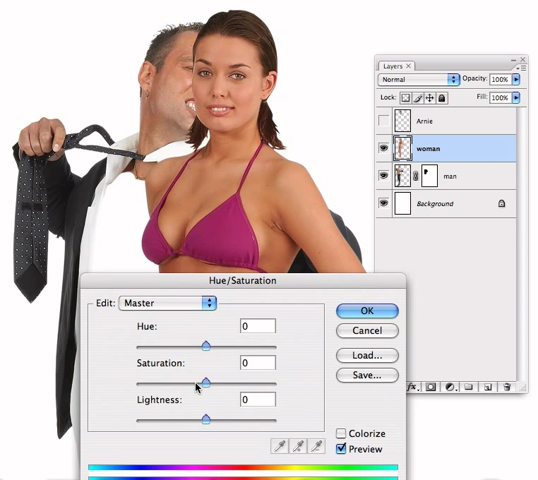 Layers ×
Normal Opacity: 100%
Lock: Fill: 100%
Arnie
woman
man
Background
Hue/Saturation
Edit: Master
OK
Hue: 0
Cancel
Saturation: 0
Load...
Save...
Lightness: 0
Colorize
Preview